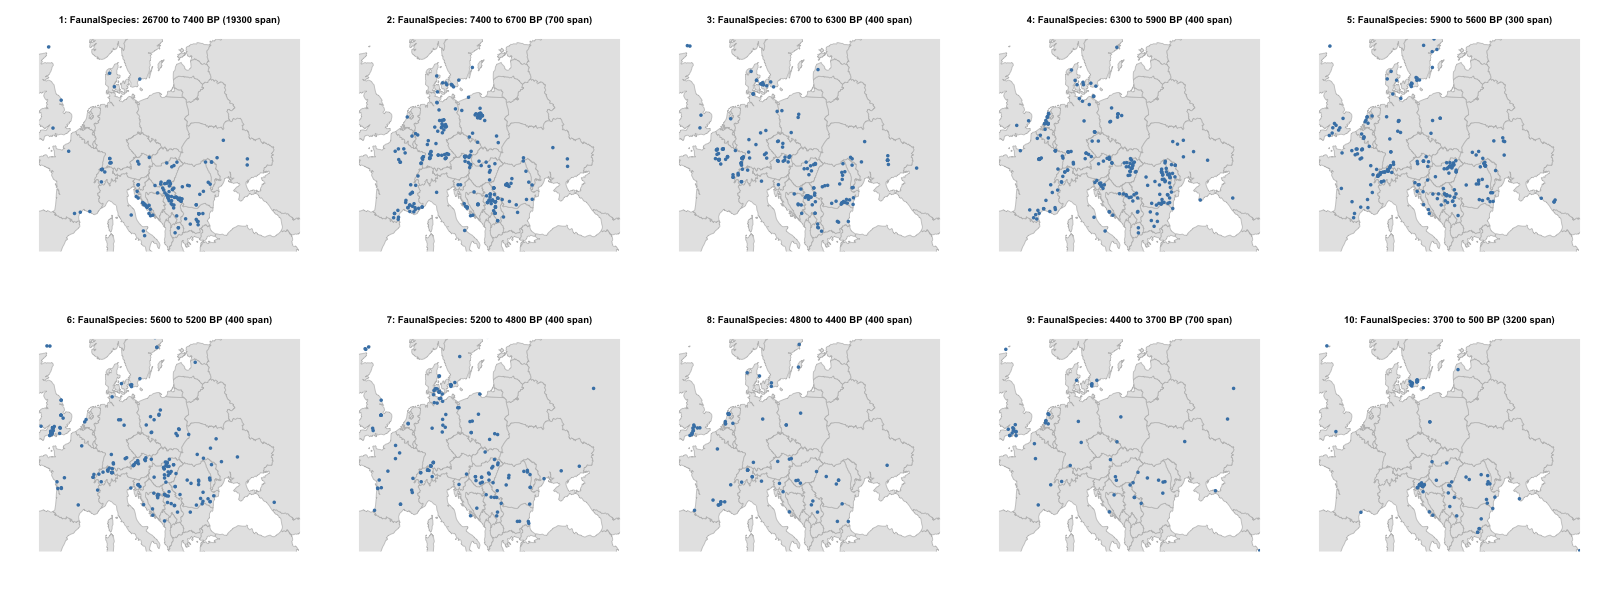 1: FaunalSpecies: 26700 to 7400 BP (19300 span)
2: FaunalSpecies: 7400 to 6700 BP (700 span)
3: FaunalSpecies: 6700 to 6300 BP (400 span)
4: FaunalSpecies: 6300 to 5900 BP (400 span)
5: FaunalSpecies: 5900 to 5600 BP (300 span)
6: FaunalSpecies: 5600 to 5200 BP (400 span)
7: FaunalSpecies: 5200 to 4800 BP (400 span)
8: FaunalSpecies: 4800 to 4400 BP (400 span)
9: FaunalSpecies: 4400 to 3700 BP (700 span)
10: FaunalSpecies: 3700 to 500 BP (3200 span)